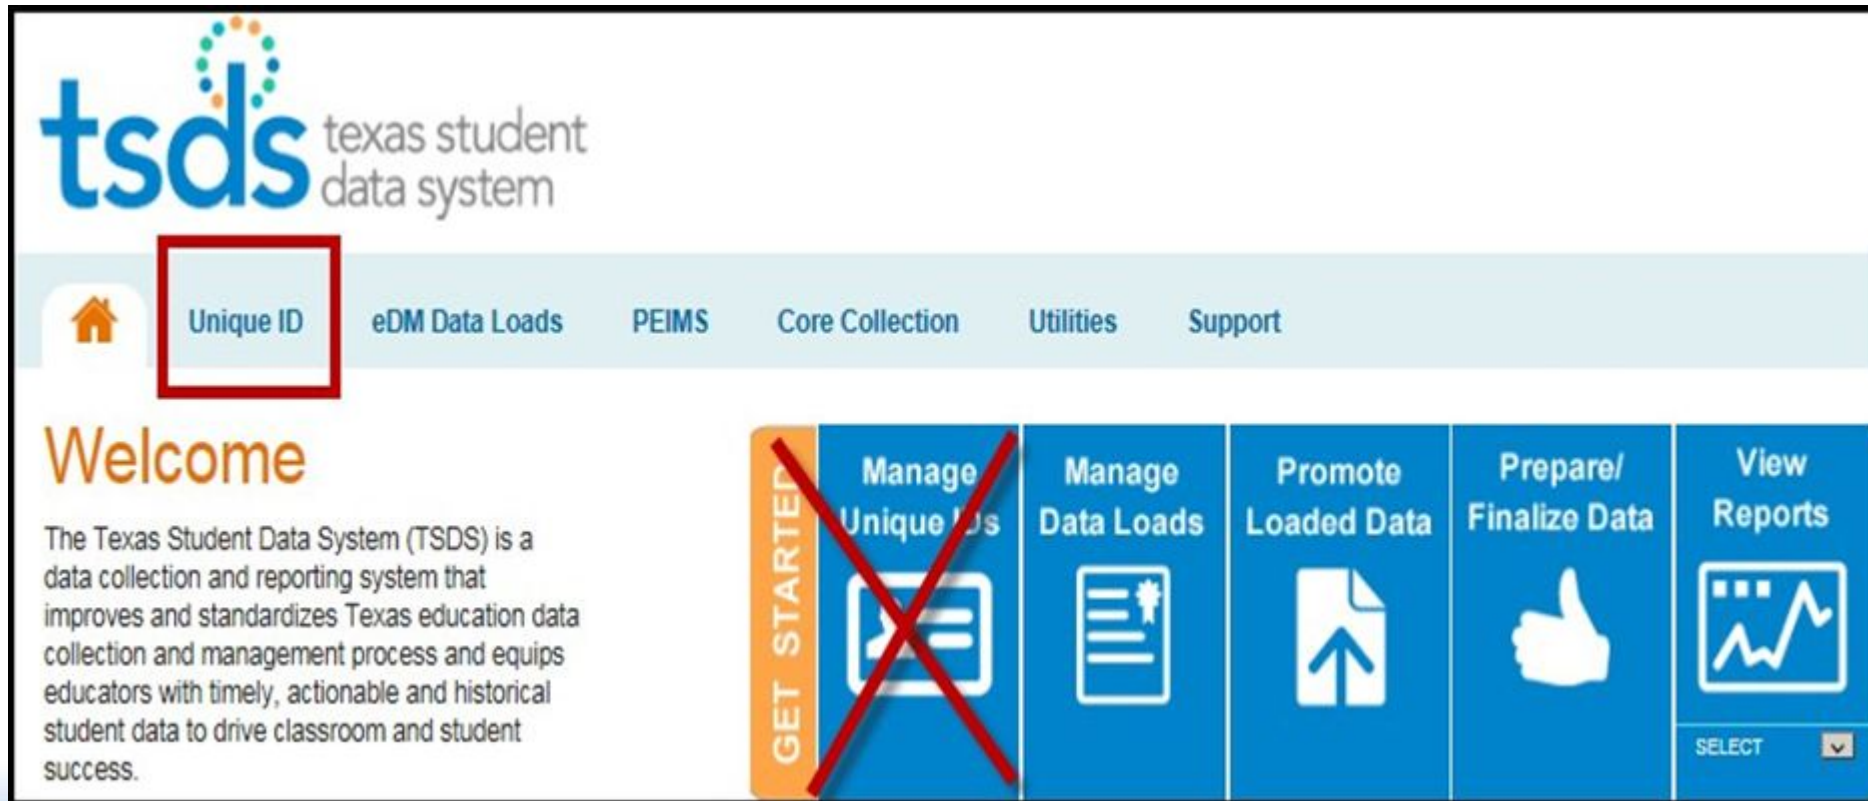 tsds
texas student
data system
Unique ID
eDM Data Loads
PEIMS
Core Collection
Utilities
Support
Welcome
The Texas Student Data System (TSDS) is a
data collection and reporting system that
improves and standardizes Texas education data
collection and management process and equips
educators with timely, actionable and historical
student data to drive classroom and student
success.
GET STARTED
Manage
Unique IDs
Manage
Data Loads
Promote
Loaded Data
Prepare/
Finalize Data
View
Reports
SELECT